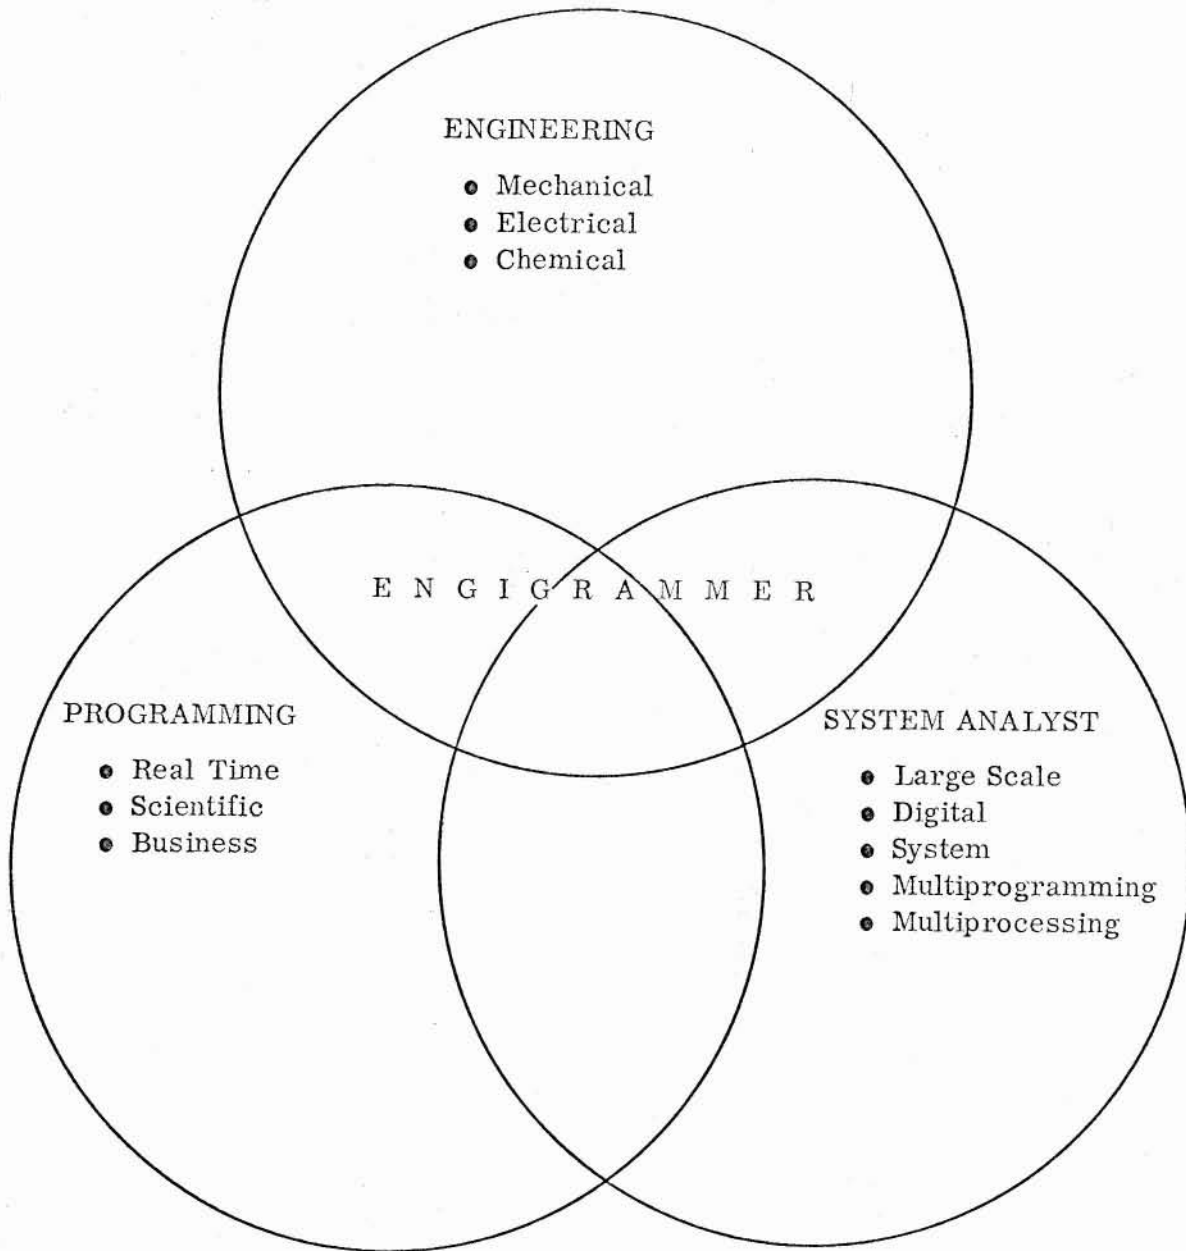 ENGINEERING
• Mechanical
• Electrical
• Chemical
E N G I G R A M M E R
PROGRAMMING
• Real Time
• Scientific
• Business
SYSTEM ANALYST
• Large Scale
• Digital
• System
• Multiprogramming
• Multiprocessing